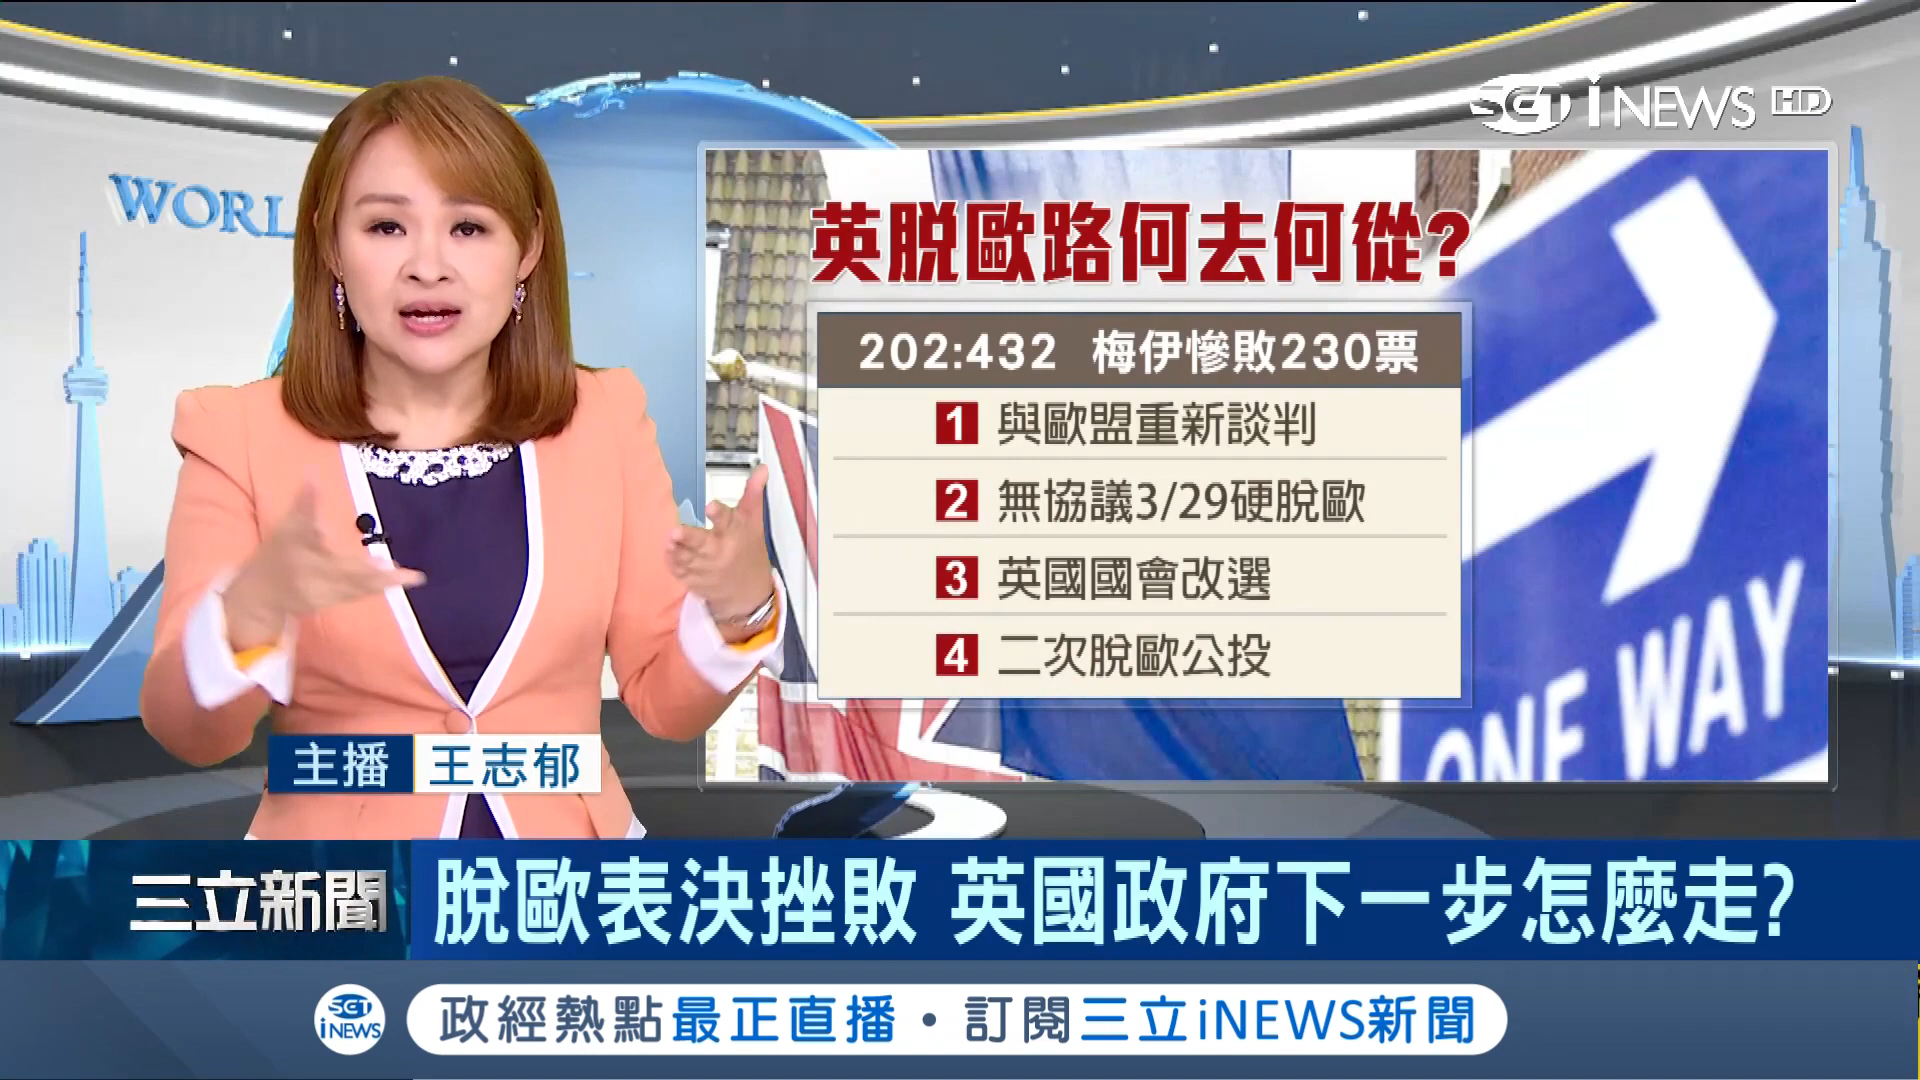 SET iNEWS HD
WORL
英脫歐路何去何從?
202:432 梅伊慘敗230票
1 與歐盟重新談判
2 無協議3/29硬脫歐
3 英國國會改選
4 二次脫歐公投
ONE WAY
主播 王志郁
三立新聞
脫歐表決挫敗 英國政府下一步怎麼走?
SET iNEWS
政經熱點最正直播・訂閱三立iNEWS新聞